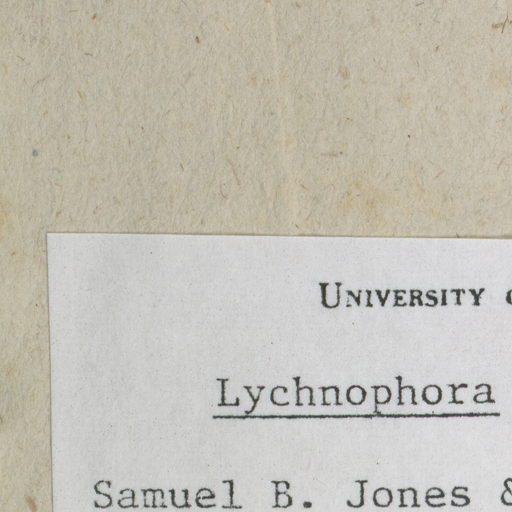 UNIVERSITY
Lychnophora
Samuel B. Jones &